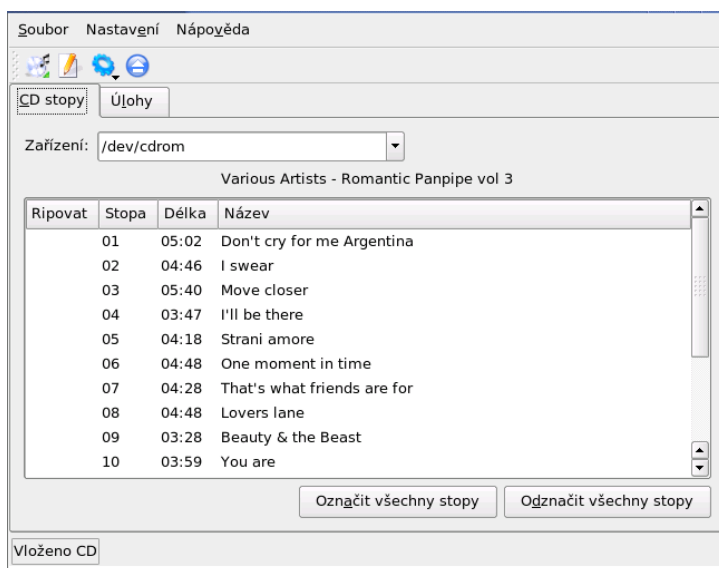 Soubor Nastavení Nápověda
CD stopy Úlohy
Zařízení: /dev/cdrom
Various Artists - Romantic Panpipe vol 3
Ripovat Stopa Délka Název
01 05:02 Don't cry for me Argentina
02 04:46 I swear
03 05:40 Move closer
04 03:47 I'll be there
05 04:18 Strani amore
06 04:48 One moment in time
07 04:28 That's what friends are for
08 04:48 Lovers lane
09 03:28 Beauty & the Beast
10 03:59 You are
Označit všechny stopy Odznačit všechny stopy
Vloženo CD